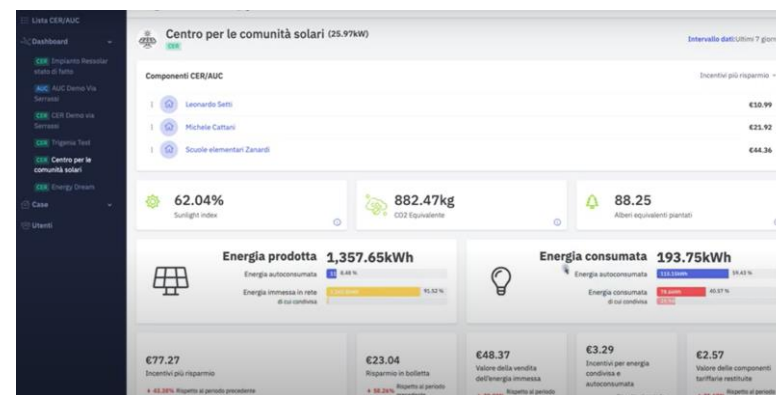 Lista CER/AUC
Dashboard
CER Impianto Ressolar
stato di fatto
AUC AUC Demo Via
Serrassi
CER CER Demo via
Serrassi
CER Trigenia Test
CER Centro per le
comunità solari
CER Energy Dream
Case
Utenti
Centro per le comunità solari (25.97kW)
CER
Intervallo dati: Ultimi 7 giorni
Componenti CER/AUC
Incentivi più risparmio
Leonardo Setti
€10.99
Michele Cattani
€21.92
Scuole elementari Zanardi
€44.36
62.04%
Sunlight index
882.47kg
CO2 Equivalente
88.25
Alberi equivalenti piantati
Energia prodotta 1,357.65kWh
Energia autoconsumata
8.48 %
Energia immessa in rete
91.52 %
di cui condivisa
Energia consumata 193.75kWh
Energia autoconsumata
59.43 %
Energia consumata
40.57 %
di cui condivisa
€77.27
Incentivi più risparmio
43.38% Rispetto al periodo precedente
€23.04
Risparmio in bolletta
Rispetto al periodo
precedente
€48.37
Valore della vendita
dell'energia immessa
Rispetto al periodo
€3.29
Incentivi per energia
condivisa e
autoconsumata
€2.57
Valore delle componenti
tariffarie restituite
Rispetto al periodo